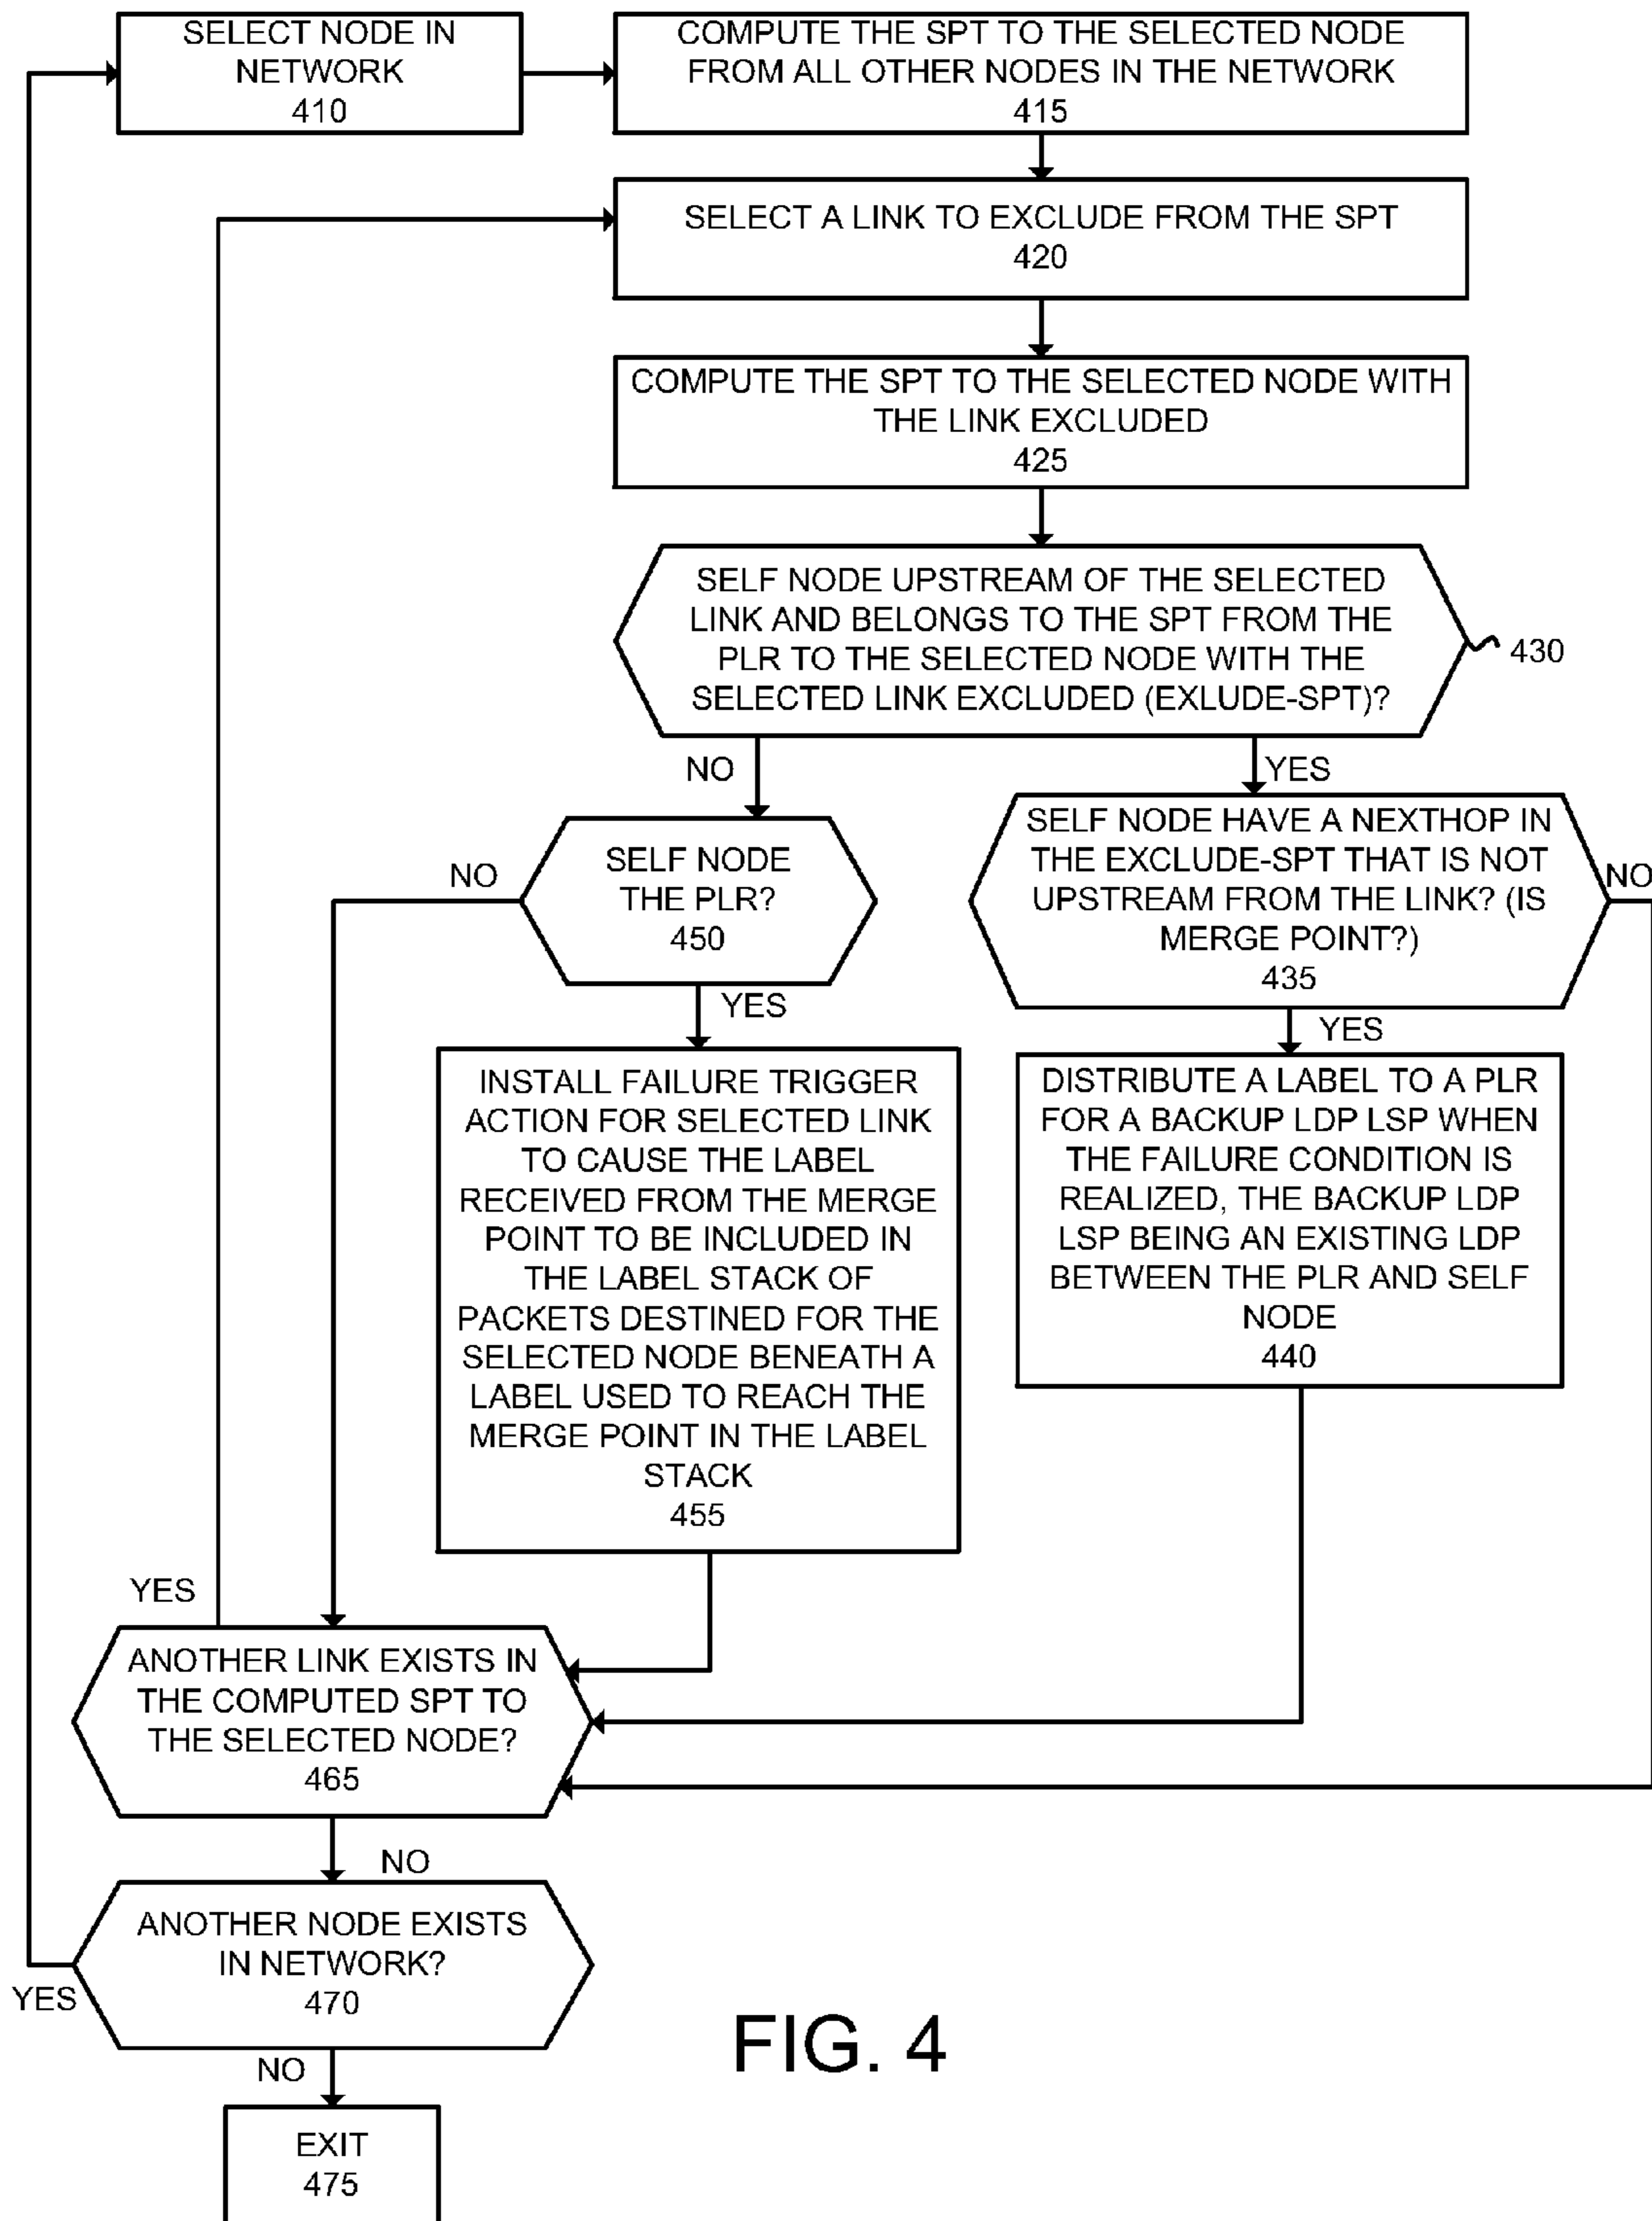 SELECT NODE IN
NETWORK
410
COMPUTE THE SPT TO THE SELECTED NODE
FROM ALL OTHER NODES IN THE NETWORK
415
SELECT A LINK TO EXCLUDE FROM THE SPT
420
COMPUTE THE SPT TO THE SELECTED NODE WITH
THE LINK EXCLUDED
425
SELF NODE UPSTREAM OF THE SELECTED
LINK AND BELONGS TO THE SPT FROM THE
PLR TO THE SELECTED NODE WITH THE
SELECTED LINK EXCLUDED (EXLUDE-SPT)?
430
NO
YES
SELF NODE
THE PLR?
450
NO
YES
SELF NODE HAVE A NEXTHOP IN
THE EXCLUDE-SPT THAT IS NOT
UPSTREAM FROM THE LINK? (IS
MERGE POINT?)
435
NO
YES
INSTALL FAILURE TRIGGER
ACTION FOR SELECTED LINK
TO CAUSE THE LABEL
RECEIVED FROM THE MERGE
POINT TO BE INCLUDED IN
THE LABEL STACK OF
PACKETS DESTINED FOR THE
SELECTED NODE BENEATH A
LABEL USED TO REACH THE
MERGE POINT IN THE LABEL
STACK
455
DISTRIBUTE A LABEL TO A PLR
FOR A BACKUP LDP LSP WHEN
THE FAILURE CONDITION IS
REALIZED, THE BACKUP LDP
LSP BEING AN EXISTING LDP
BETWEEN THE PLR AND SELF
NODE
440
YES
ANOTHER LINK EXISTS IN
THE COMPUTED SPT TO
THE SELECTED NODE?
465
NO
ANOTHER NODE EXISTS
IN NETWORK?
470
YES
NO
EXIT
475
FIG. 4